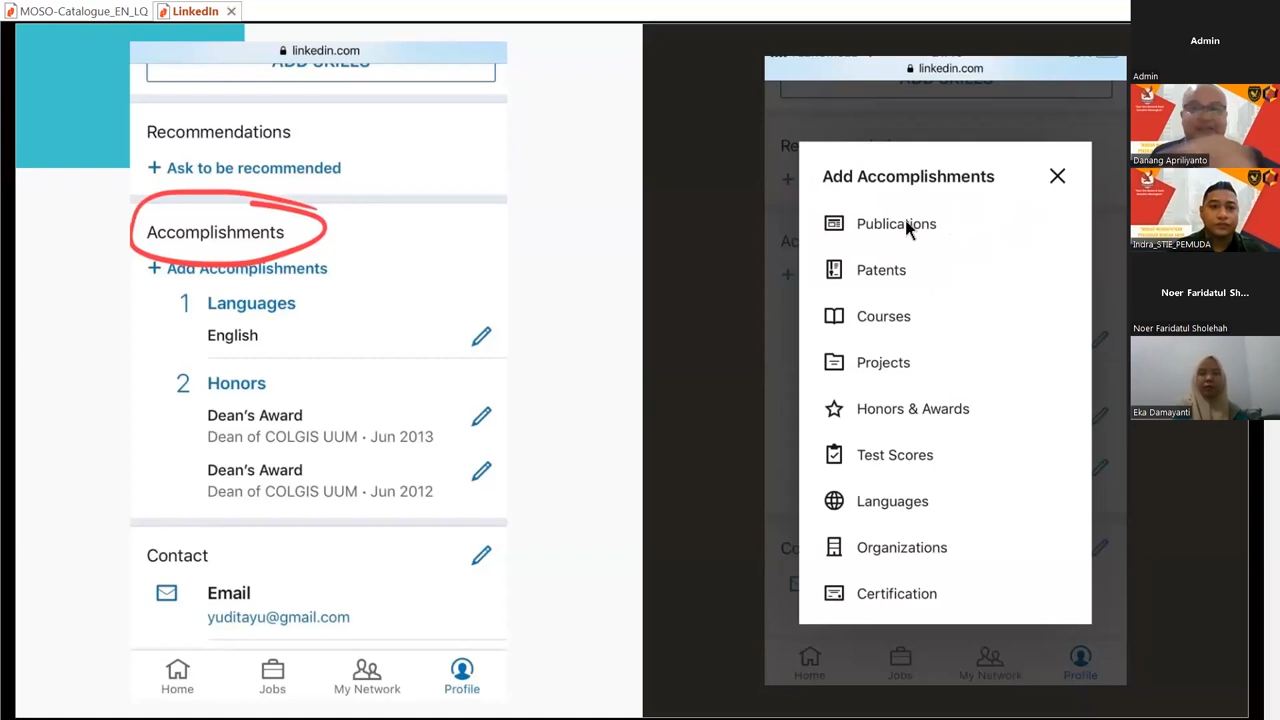 MOSO-Catalogue_EN_LQ
LinkedIn
linkedin.com
ADD SKILLS
Recommendations
+ Ask to be recommended
Accomplishments
+ Add Accomplishments
1 Languages
English
2 Honors
Dean's Award
Dean of COLGIS UUM · Jun 2013
Dean's Award
Dean of COLGIS UUM · Jun 2012
Contact
Email
yuditayu@gmail.com
Home
Jobs
My Network
Profile
linkedin.com
ADD SKILLS
Add Accomplishments
Publications
Patents
Courses
Projects
Honors & Awards
Test Scores
Languages
Organizations
Certification
Home
Jobs
My Network
Profile
Admin
Admin
Danang Apriliyanto
Indra_STIE_PEMUDA
Noer Faridatul Sh...
Noer Faridatul Sholehah
Eka Damayanti